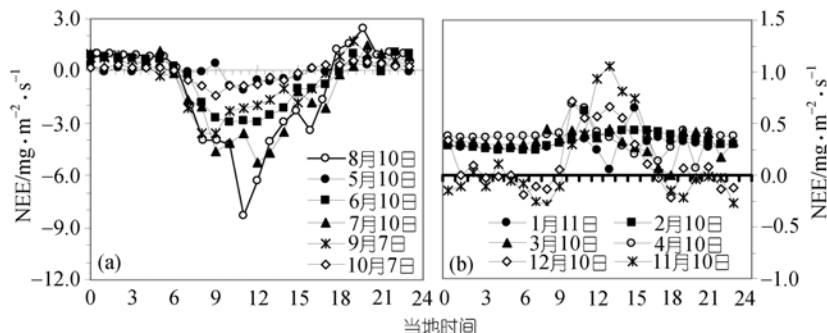 NEE/mg·m⁻²·s⁻¹
3.0
0.0
−3.0
−6.0
−9.0
−12.0
(a)
8月10日
5月10日
6月10日
7月10日
9月7日
10月7日
0 3 6 9 12 15 18 21 24
(b)
1月11日 2月10日
3月10日 4月10日
12月10日 11月10日
0 3 6 9 12 15 18 21 24
1.5
1.0
0.5
0.0
−0.5
−1.0
NEE/mg·m⁻²·s⁻¹
当地时间